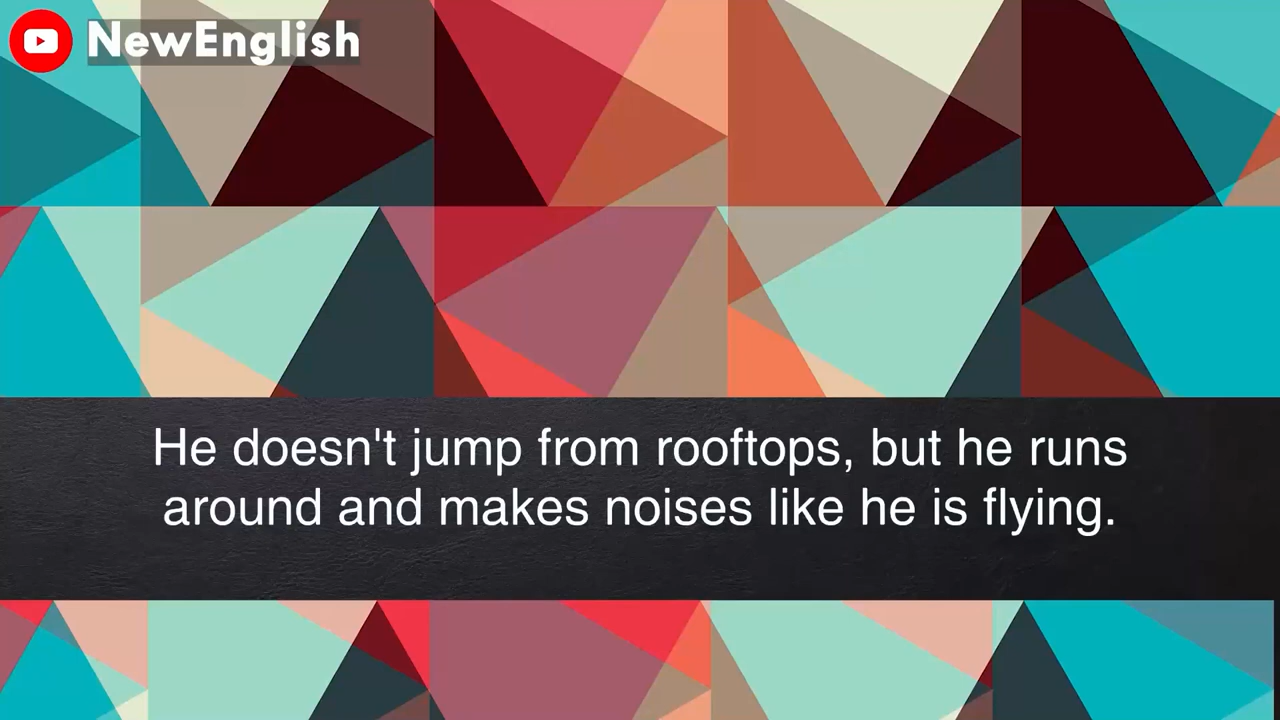 NewEnglish
He doesn't jump from rooftops, but he runs
around and makes noises like he is flying.